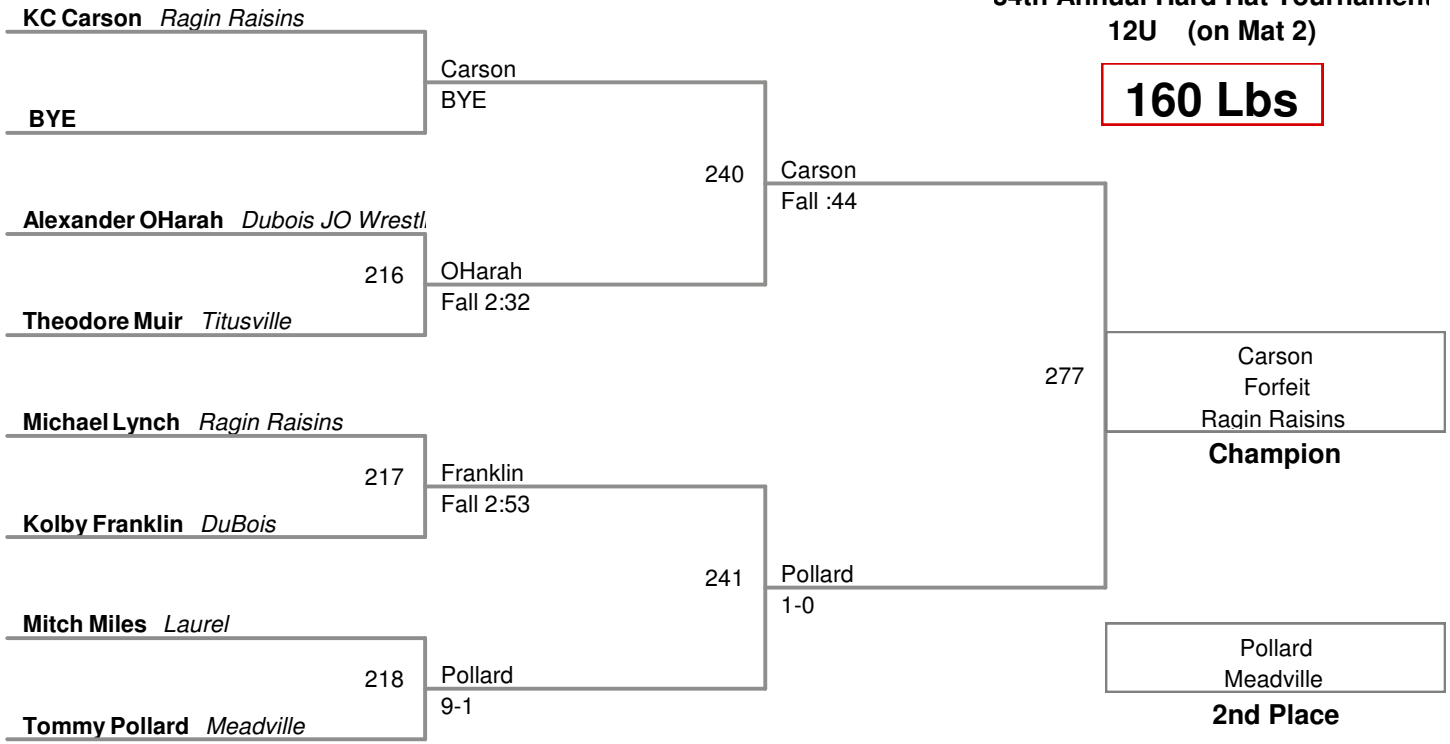 Annual Hard Hat
12U (on Mat 2)
160 Lbs
KC Carson Ragin Raisins
Carson
BYE
BYE
240
Carson
Fall :44
Alexander OHarah Dubois JO
216
OHarah
Fall 2:32
Theodore Muir Titusville
277
Carson
Forfeit
Ragin Raisins
Champion
Michael Lynch Ragin Raisins
217
Franklin
Fall 2:53
Kolby Franklin DuBois
241
Pollard
1-0
Mitch Miles Laurel
218
Pollard
9-1
Tommy Pollard Meadville
Pollard
Meadville
2nd Place